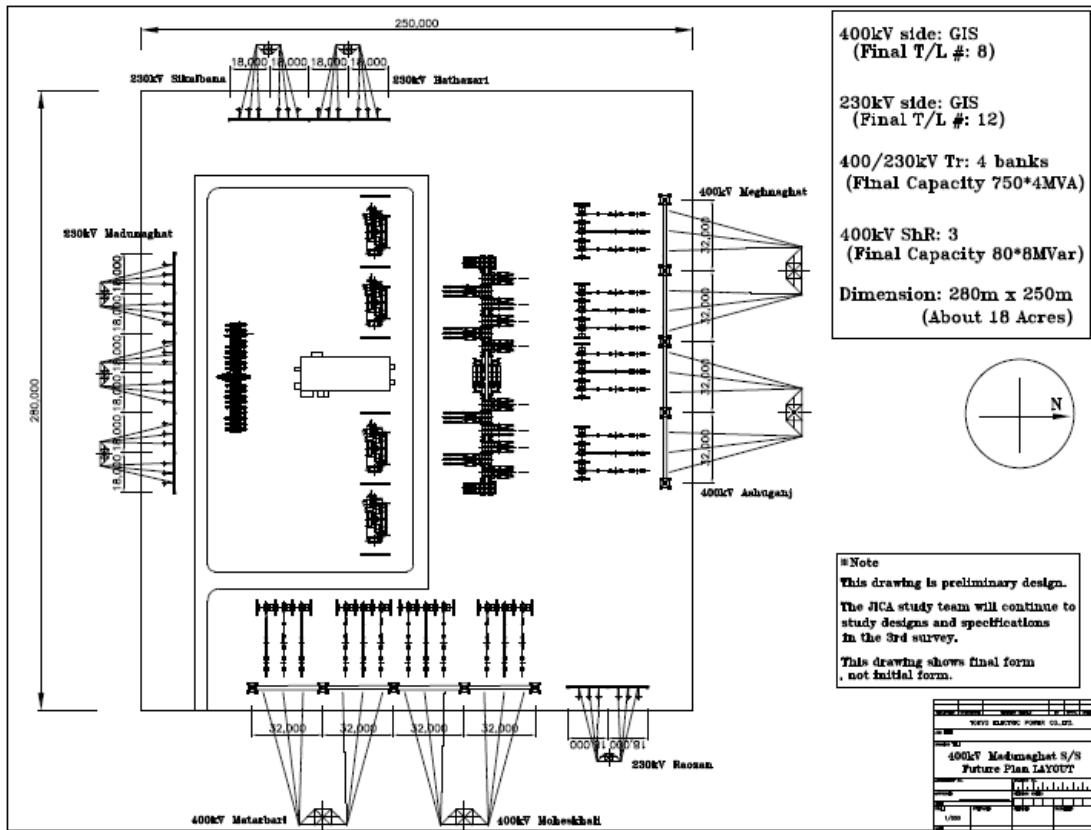 250,000
18,000 18,000 18,000 18,000
230kV Sikalbaha
230kV Hathazari
280,000
230kV Madunaghat
18,000 18,000 18,000 18,000 18,000 18,000
400kV Meghnaghat
32,000
32,000
32,000
32,000
400kV Ashuganj
32,000 32,000 32,000 32,000
18,000 18,000
230kV Raozan
400kV Matarbari
400kV Moheskhali
400kV side: GIS
(Final T/L #: 8)
230kV side: GIS
(Final T/L #: 12)
400/230kV Tr: 4 banks
(Final Capacity 750*4MVA)
400kV ShR: 3
(Final Capacity 80*8MVar)
Dimension: 280m x 250m
(About 18 Acres)
N
※Note
This drawing is preliminary design.
The JICA study team will continue to
study designs and specifications
in the 3rd survey.
This drawing shows final form
, not initial form.
TOKYO ELECTRIC POWER CO.,LTD.
400kV Madunaghat S/S
Future Plan LAYOUT